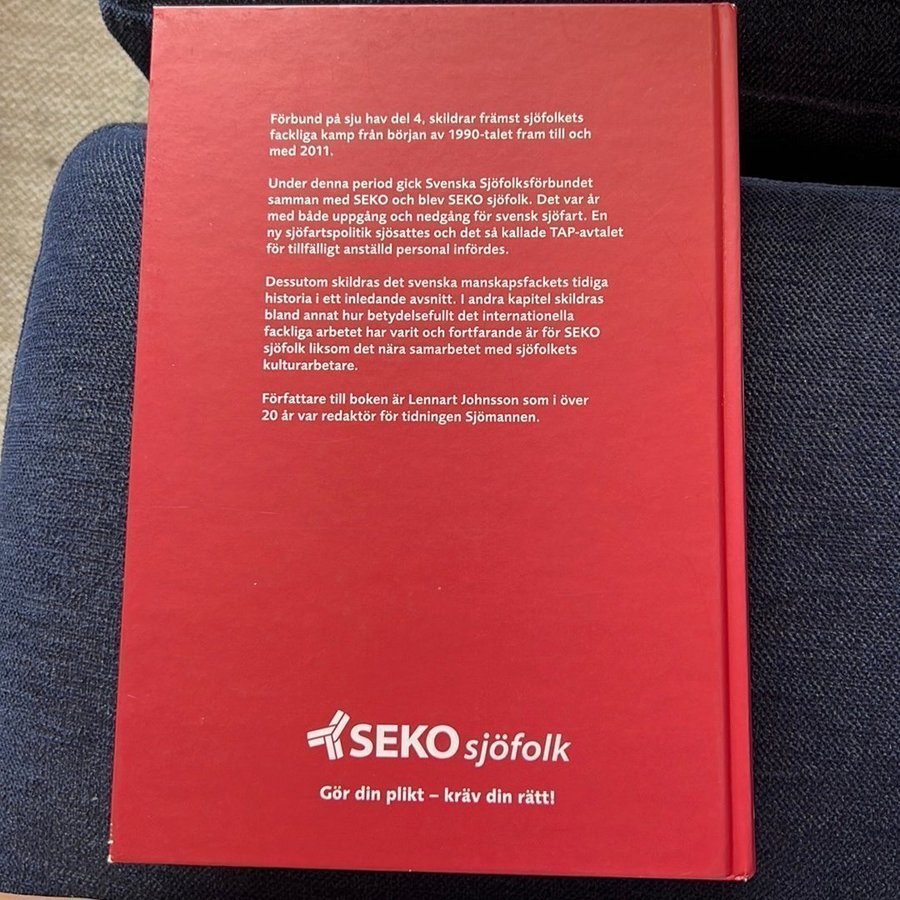 Förbund på sju hav del 4, skildrar främst sjöfolkets
fackliga kamp från början av 1990-talet fram till och
med 2011.
Under denna period gick Svenska Sjöfolksförbundet
samman med SEKO och blev SEKO sjöfolk. Det var år
med både uppgång och nedgång för svensk sjöfart. En
ny sjöfartspolitik sjösattes och det så kallade TAP-avtalet
för tillfälligt anställd personal infördes.
Dessutom skildras det svenska manskapsfackets tidiga
historia i ett inledande avsnitt. I andra kapitel skildras
bland annat hur betydelsefullt det internationella
fackliga arbetet har varit och fortfarande är för SEKO
sjöfolk liksom det nära samarbetet med sjöfolkets
kulturarbetare.
Författare till boken är Lennart Johnsson som i över
20 år var redaktör för tidningen Sjömannen.
SEKO sjöfolk
Gör din plikt – kräv din rätt!